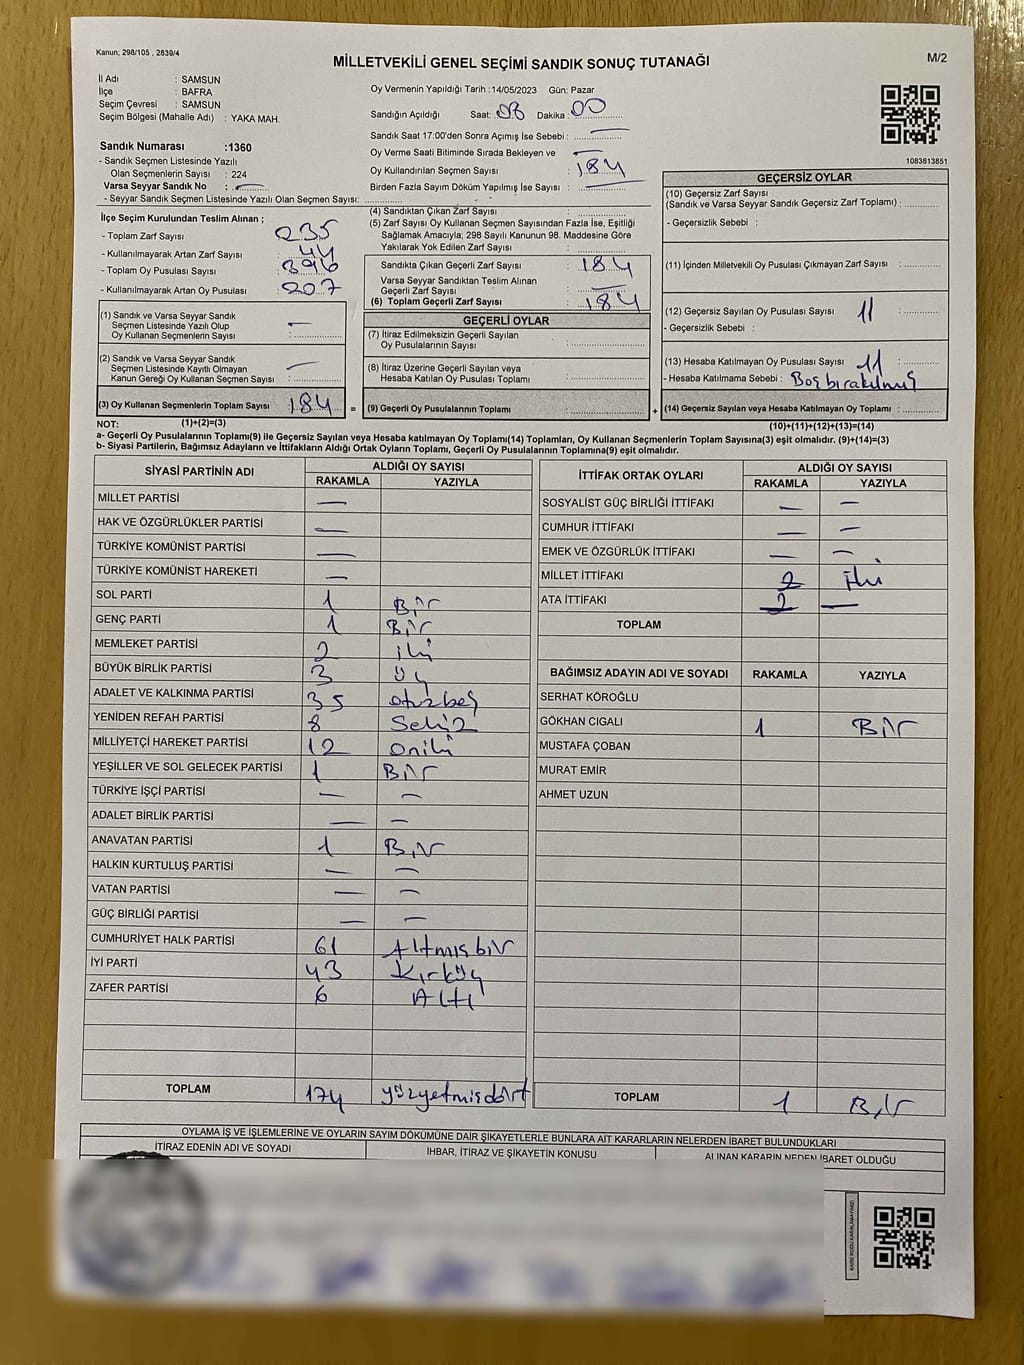 Kanun; 298/105 , 2839/4
MİLLETVEKİLİ GENEL SEÇİMİ SANDIK SONUÇ TUTANAĞI
M/2
İl Adı : SAMSUN
İlçe : BAFRA
Seçim Çevresi : SAMSUN
Seçim Bölgesi (Mahalle Adı) : YAKA MAH.
Sandık Numarası :1360
- Sandık Seçmen Listesinde Yazılı
Olan Seçmenlerin Sayısı : 224
Varsa Seyyar Sandık No : —
- Seyyar Sandık Seçmen Listesinde Yazılı Olan Seçmen Sayısı:
Oy Vermenin Yapıldığı Tarih :14/05/2023 Gün: Pazar
Sandığın Açıldığı Saat: 08 Dakika: 00
Sandık Saat 17:00'den Sonra Açımış İse Sebebi : —
Oy Verme Saati Bitiminde Sırada Bekleyen ve —
Oy Kullandırılan Seçmen Sayısı : 184
Birden Fazla Sayım Döküm Yapılmış İse Sayısı : —
1083813851
İlçe Seçim Kurulundan Teslim Alınan ;
- Toplam Zarf Sayısı : 235
- Kullanılmayarak Artan Zarf Sayısı : 44
- Toplam Oy Pusulası Sayısı : 396
- Kullanılmayarak Artan Oy Pusulası : 207
(1) Sandık ve Varsa Seyyar Sandık
Seçmen Listesinde Yazılı Olup
Oy Kullanan Seçmenlerin Sayısı : —
(2) Sandık ve Varsa Seyyar Sandık
Seçmen Listesinde Kayıtlı Olmayan
Kanun Gereği Oy Kullanan Seçmen Sayısı : —
(3) Oy Kullanan Seçmenlerin Toplam Sayısı : 184 =
(1)+(2)=(3)
(4) Sandıktan Çıkan Zarf Sayısı :
(5) Zarf Sayısı Oy Kullanan Seçmen Sayısından Fazla İse, Eşitliği
Sağlamak Amacıyla; 298 Sayılı Kanunun 98. Maddesine Göre
Yakılarak Yok Edilen Zarf Sayısı :
Sandıkta Çıkan Geçerli Zarf Sayısı : 184
Varsa Seyyar Sandıktan Teslim Alınan
Geçerli Zarf Sayısı : —
(6) Toplam Geçerli Zarf Sayısı : 184
GEÇERLİ OYLAR
(7) İtiraz Edilmeksizin Geçerli Sayılan
Oy Pusulalarının Sayısı :
(8) İtiraz Üzerine Geçerli Sayılan veya
Hesaba Katılan Oy Pusulası Toplamı :
(9) Geçerli Oy Pusulalarının Toplamı : +
GEÇERSİZ OYLAR
(10) Geçersiz Zarf Sayısı
(Sandık ve Varsa Seyyar Sandık Geçersiz Zarf Toplamı) :
- Geçersizlik Sebebi :
(11) İçinden Milletvekili Oy Pusulası Çıkmayan Zarf Sayısı :
(12) Geçersiz Sayılan Oy Pusulası Sayısı : 11
- Geçersizlik Sebebi :
(13) Hesaba Katılmayan Oy Pusulası Sayısı : 11
- Hesaba Katılmama Sebebi : Boş bırakılmış
(14) Geçersiz Sayılan veya Hesaba Katılmayan Oy Toplamı :
(10)+(11)+(12)+(13)=(14)
NOT:
a- Geçerli Oy Pusulalarının Toplamı(9) ile Geçersiz Sayılan veya Hesaba katılmayan Oy Toplamı(14) Toplamları, Oy Kullanan Seçmenlerin Toplam Sayısına(3) eşit olmalıdır. (9)+(14)=(3)
b- Siyasi Partilerin, Bağımsız Adayların ve İttifakların Aldığı Ortak Oyların Toplamı, Geçerli Oy Pusulalarının Toplamına(9) eşit olmalıdır.
SİYASİ PARTİNİN ADI ALDIĞI OY SAYISI
RAKAMLA YAZIYLA
MİLLET PARTİSİ —
HAK VE ÖZGÜRLÜKLER PARTİSİ —
TÜRKİYE KOMÜNİST PARTİSİ —
TÜRKİYE KOMÜNİST HAREKETİ —
SOL PARTİ 1 Bir
GENÇ PARTİ 1 Bir
MEMLEKET PARTİSİ 2 iki
BÜYÜK BİRLİK PARTİSİ 3 üç
ADALET VE KALKINMA PARTİSİ 35 otuzbeş
YENİDEN REFAH PARTİSİ 8 Sekiz
MİLLİYETÇİ HAREKET PARTİSİ 12 oniki
YEŞİLLER VE SOL GELECEK PARTİSİ 1 Bir
TÜRKİYE İŞÇİ PARTİSİ — —
ADALET BİRLİK PARTİSİ — —
ANAVATAN PARTİSİ 1 Bir
HALKIN KURTULUŞ PARTİSİ — —
VATAN PARTİSİ — —
GÜÇ BİRLİĞİ PARTİSİ — —
CUMHURİYET HALK PARTİSİ 61 Altmışbir
İYİ PARTİ 43 Kırküç
ZAFER PARTİSİ 6 Altı
TOPLAM 174 yüzyetmişdört
İTTİFAK ORTAK OYLARI ALDIĞI OY SAYISI
RAKAMLA YAZIYLA
SOSYALİST GÜÇ BİRLİĞİ İTTİFAKI — —
CUMHUR İTTİFAKI — —
EMEK VE ÖZGÜRLÜK İTTİFAKI — —
MİLLET İTTİFAKI 2 iki
ATA İTTİFAKI 2 —
TOPLAM
BAĞIMSIZ ADAYIN ADI VE SOYADI RAKAMLA YAZIYLA
SERHAT KÖROĞLU
GÖKHAN CIGALI 1 Bir
MUSTAFA ÇOBAN
MURAT EMİR
AHMET UZUN
TOPLAM 1 Bir
OYLAMA İŞ VE İŞLEMLERİNE VE OYLARIN SAYIM DÖKÜMÜNE DAİR ŞİKAYETLERLE BUNLARA AİT KARARLARIN NELERDEN İBARET BULUNDUKLARI
İTİRAZ EDENİN ADI VE SOYADI İHBAR, İTİRAZ VE ŞİKAYETİN KONUSU ALINAN KARARIN NEDEN İBARET OLDUĞU
KARE KODU KARALAMAYINIZ!